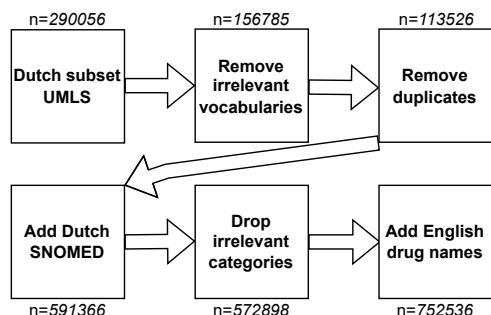 n=290056
n=156785
n=113526
Dutch subset
UMLS
Remove
irrelevant
vocabularies
Remove
duplicates
Add Dutch
SNOMED
Drop
irrelevant
categories
Add English
drug names
n=591366
n=572898
n=752536